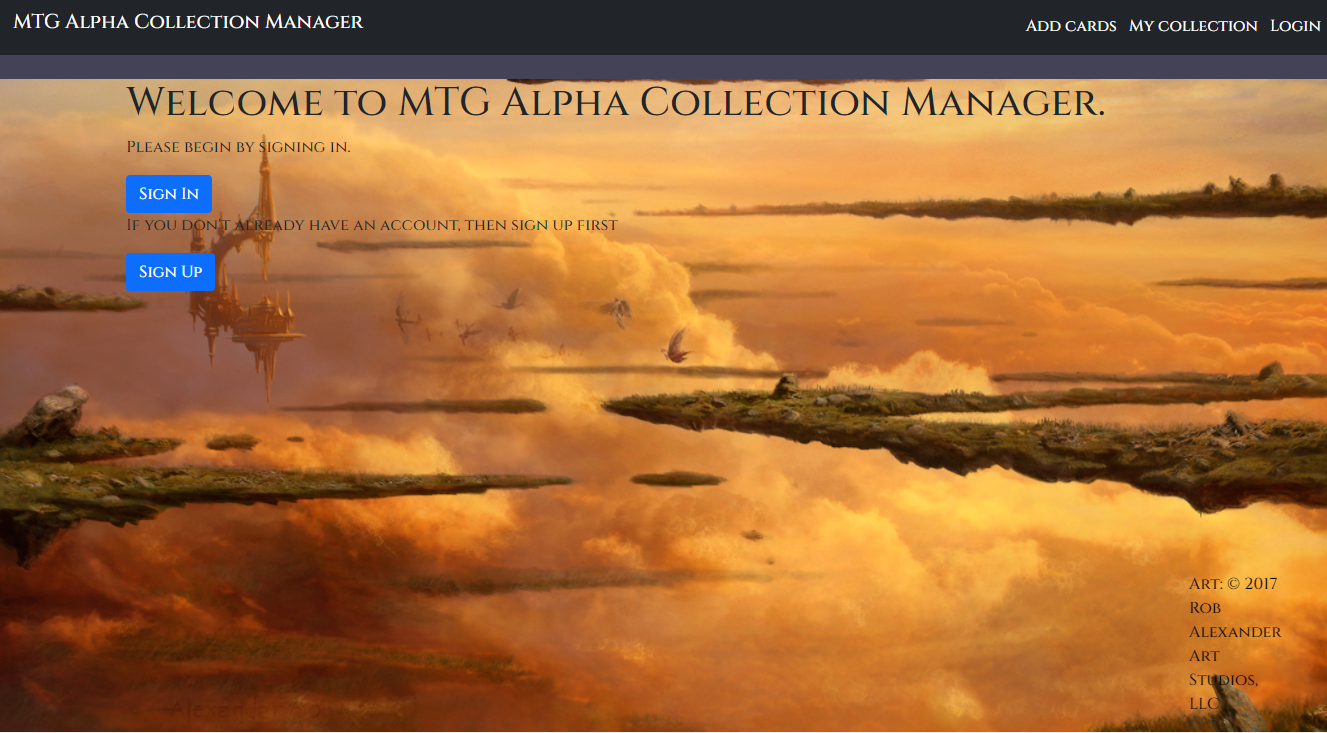 MTG Alpha Collection Manager
Add cards My collection Login
Welcome to MTG Alpha Collection Manager.
Please begin by signing in.
Sign In
If you don't already have an account, then sign up first
Sign Up
Art: © 2017
Rob
Alexander
Art
Studios,
LLC